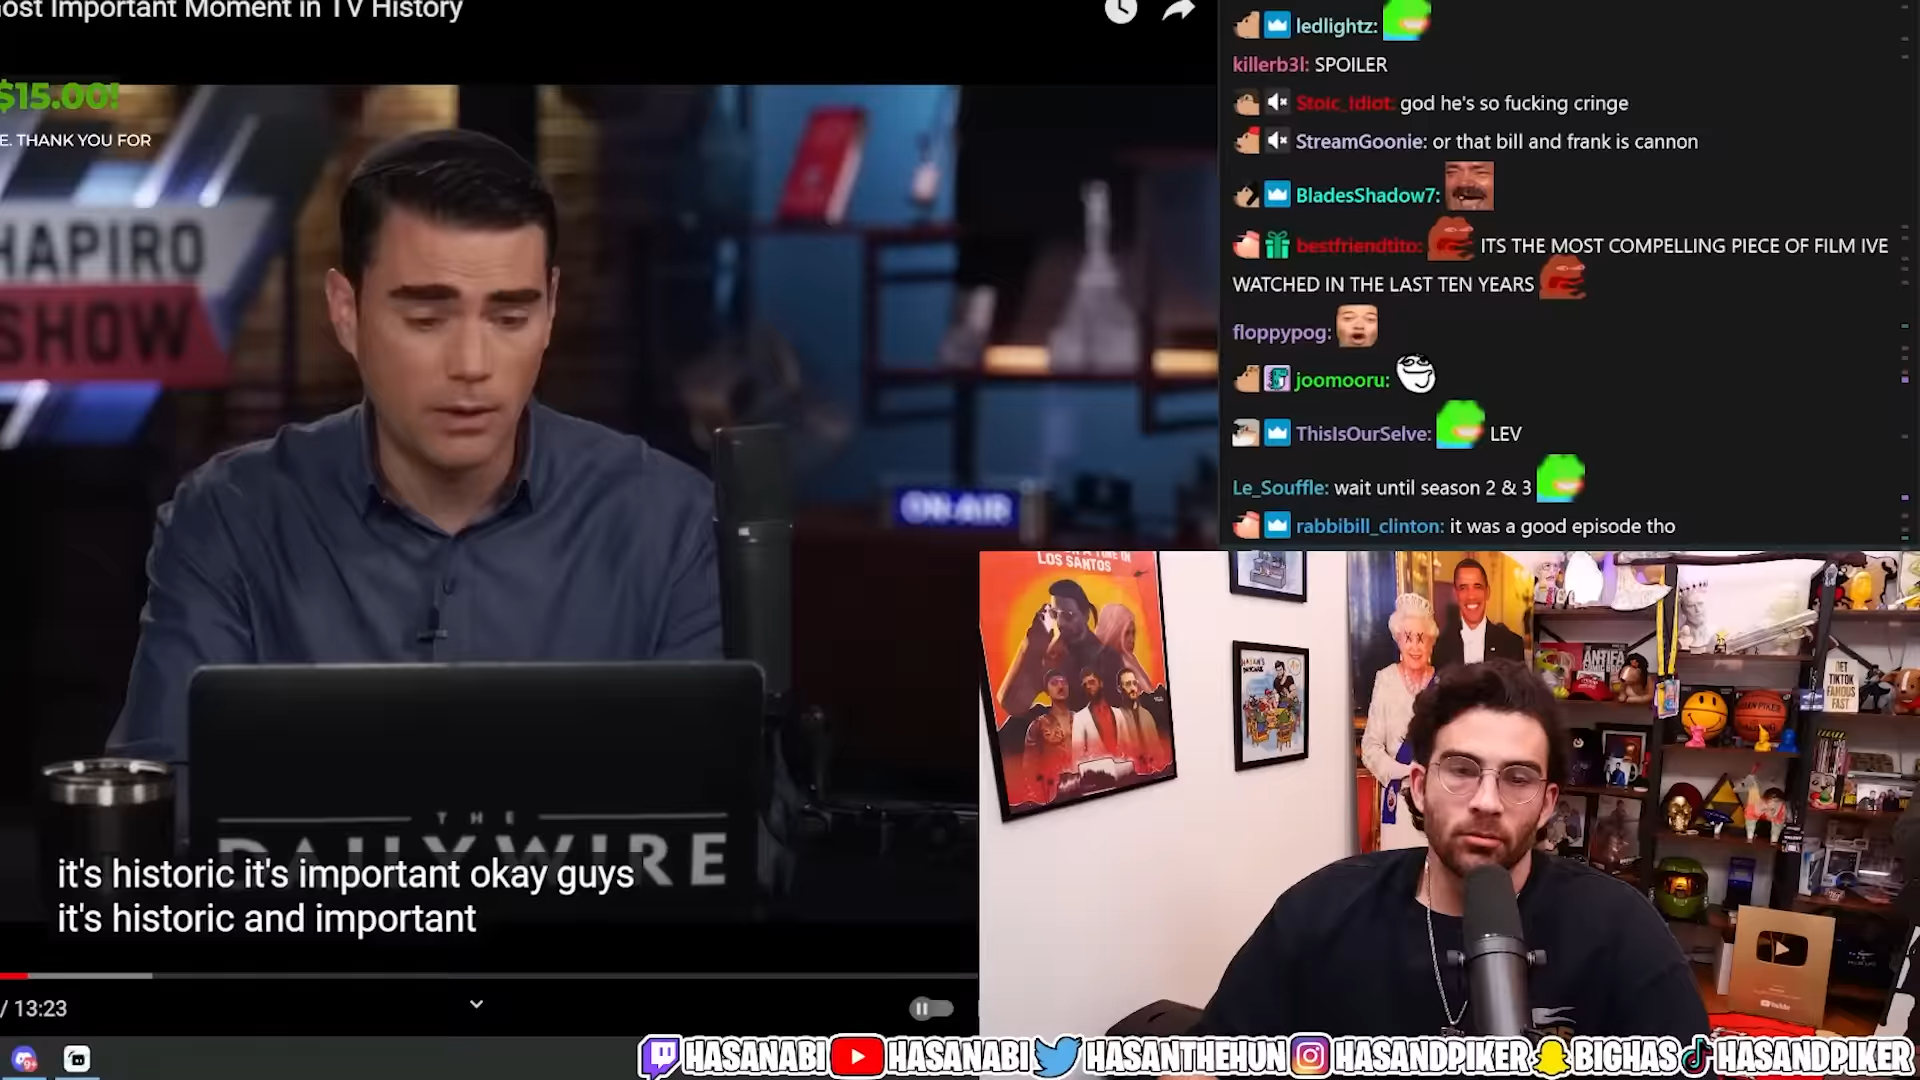 ost Important Moment in TV History
$15.00!
E. THANK YOU FOR
HAPIRO
SHOW
ON-AIR
THE
DAILY WIRE
it's historic it's important okay guys
it's historic and important
/ 13:23
ledlightz:
killerb3l: SPOILER
Stoic_Idiot: god he's so fucking cringe
StreamGoonie: or that bill and frank is cannon
BladesShadow7:
bestfriendtito: ITS THE MOST COMPELLING PIECE OF FILM IVE
WATCHED IN THE LAST TEN YEARS
floppypog:
joomooru:
ThisIsOurSelve: LEV
Le_Souffle: wait until season 2 & 3
rabbibill_clinton: it was a good episode tho
LOS SANTOS
ANTIFA
GET
TIKTOK
FAMOUS
FAST
HASANABI HASANABI HASANTHEHUN HASANDPIKER BIGHAS HASANDPIKER